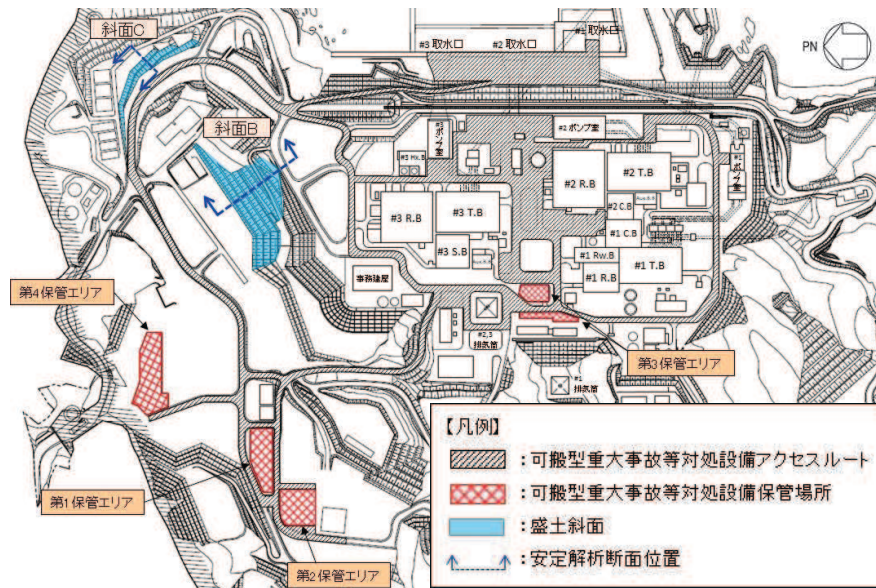 斜面C
#3 取水口
#2 取水口
#1 取水口
PN
斜面B
#3 ポンプ室
#2 ポンプ室
#1 ポンプ室
#3 Hx.B
#2 R.B
#2 T.B
#2 C.B
#3 R.B
#3 T.B
#1 C.B
#3 S.B
#1 Rw.B
#1 R.B
#1 T.B
事務建屋
第4保管エリア
#2,3
排気筒
#1
排気筒
第3保管エリア
第1保管エリア
第2保管エリア
【凡例】
：可搬型重大事故等対処設備アクセスルート
：可搬型重大事故等対処設備保管場所
：盛土斜面
：安定解析断面位置